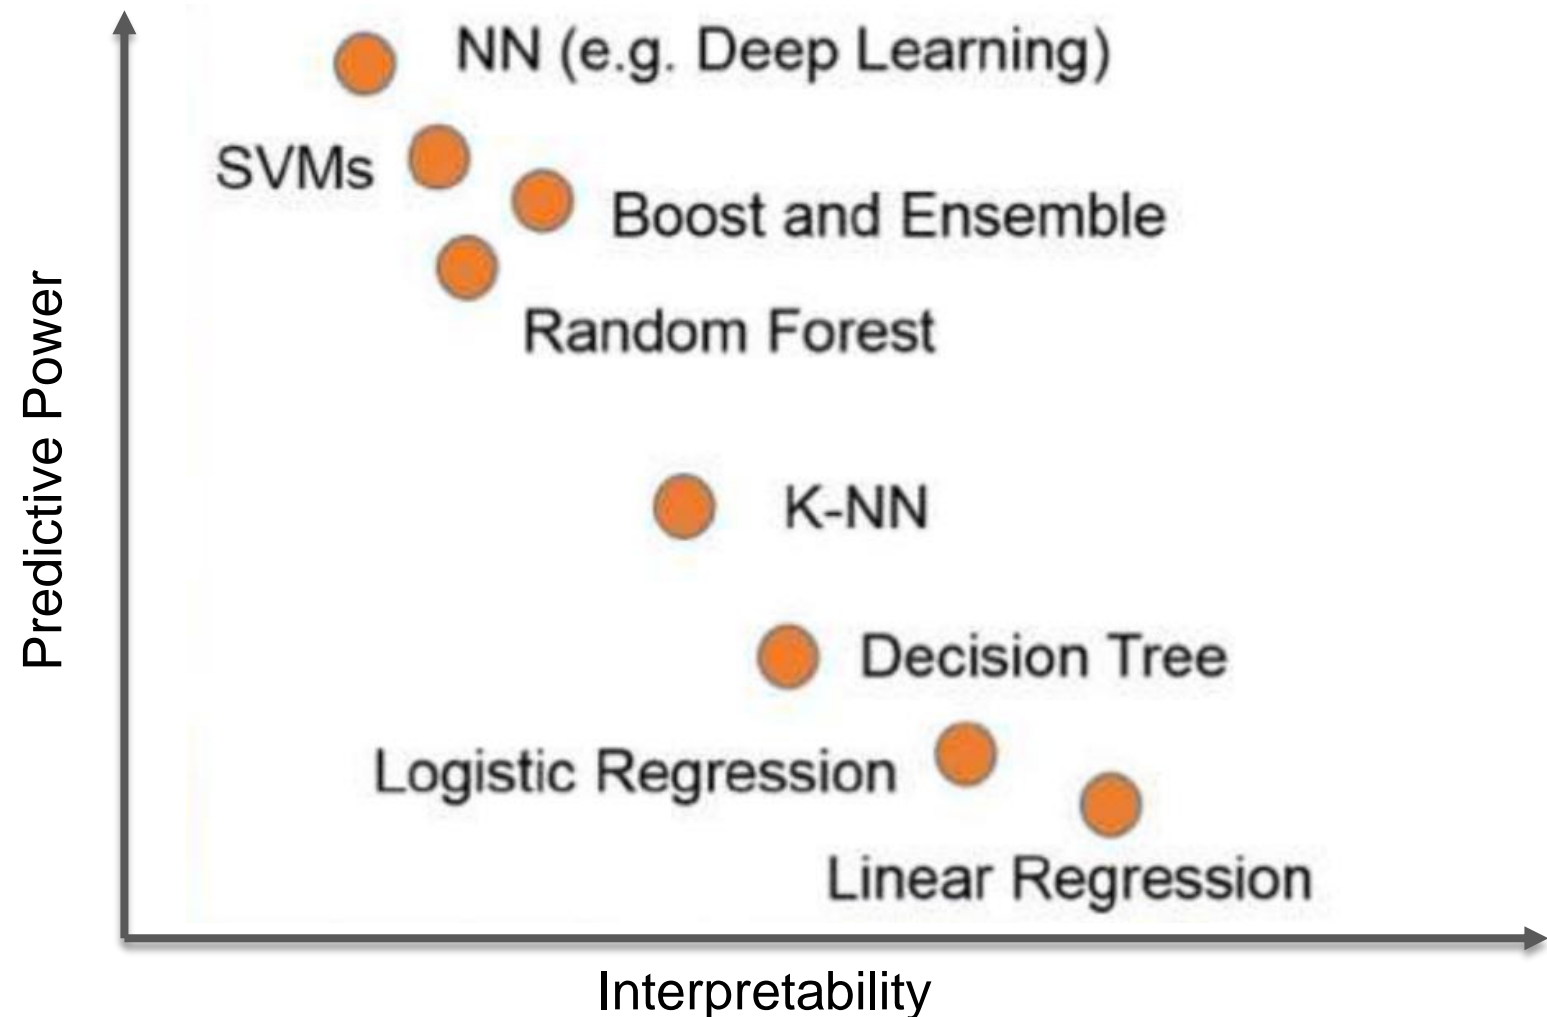 NN (e.g. Deep Learning)
SVMs
Boost and Ensemble
Random Forest
K-NN
Decision Tree
Logistic Regression
Linear Regression
Predictive Power
Interpretability